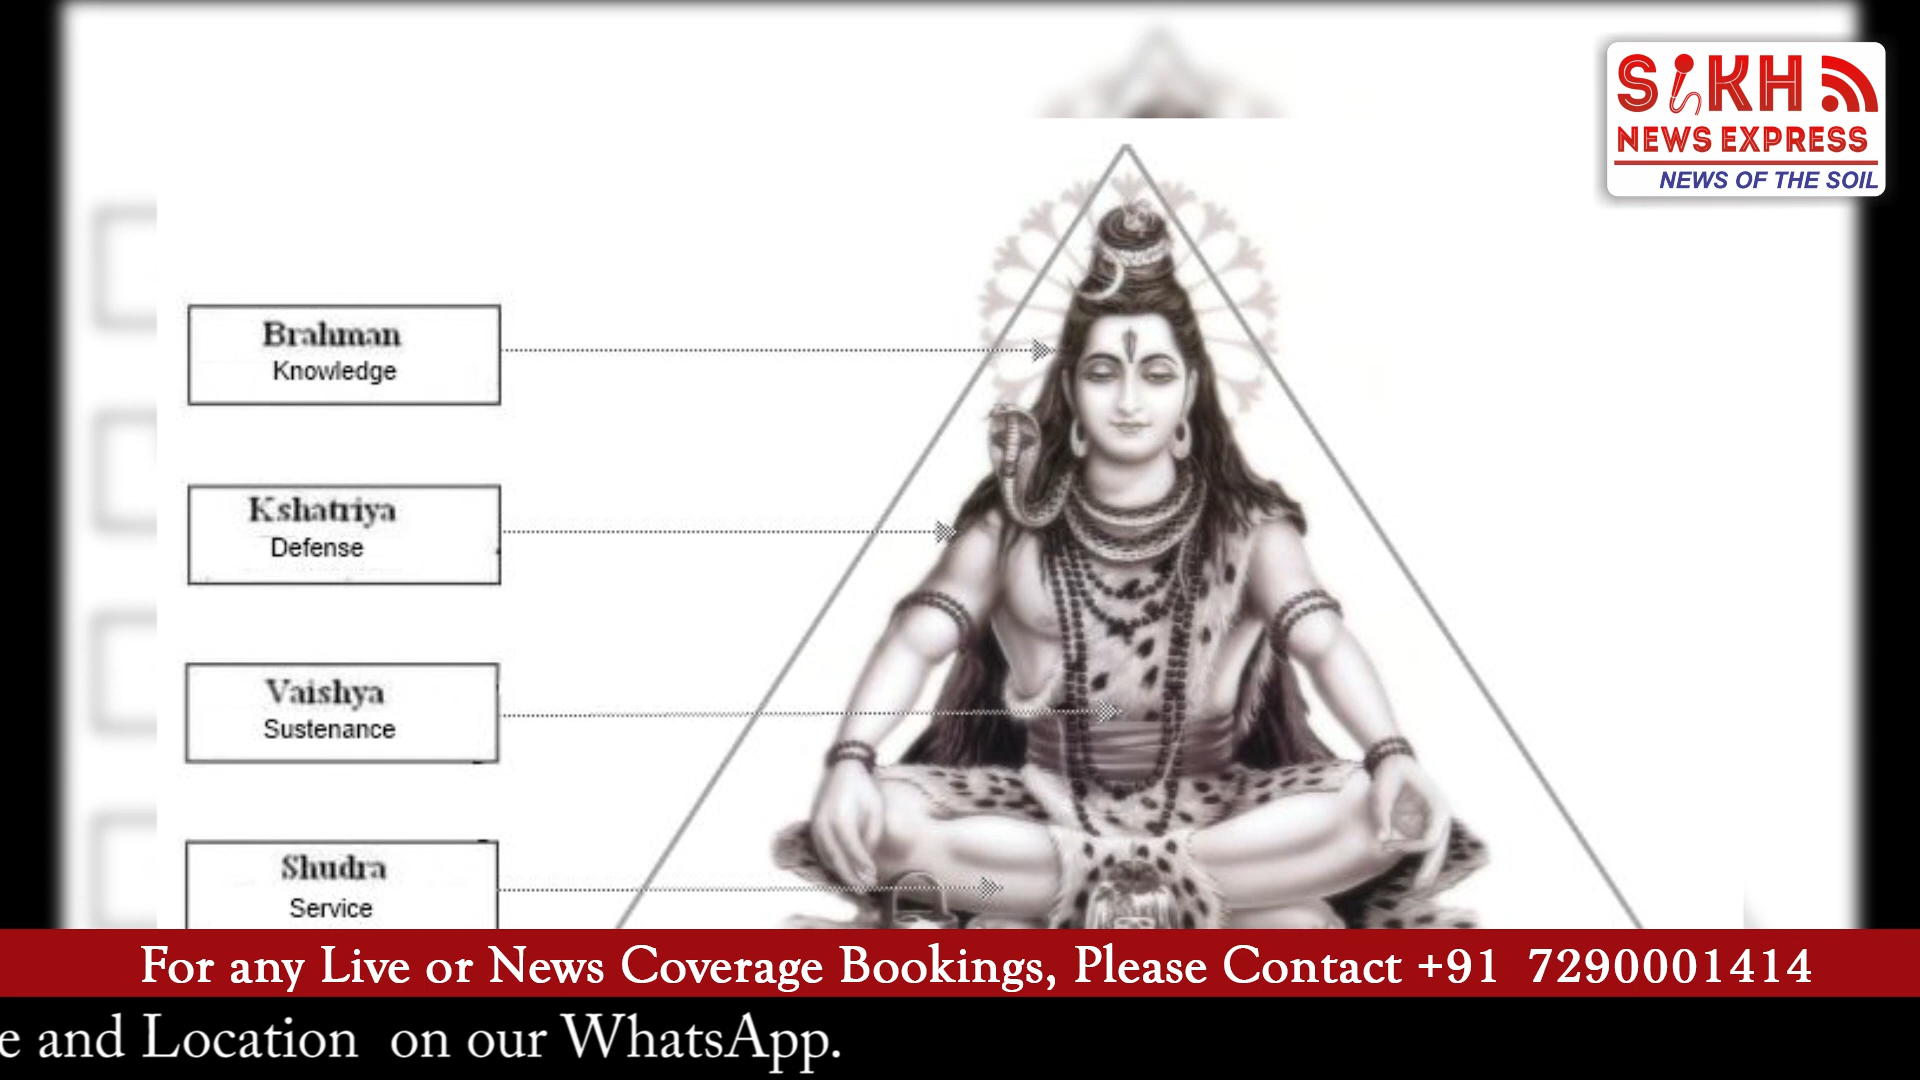 SiKH
NEWS EXPRESS
NEWS OF THE SOIL
Brahman
Knowledge
Kshatriya
Defense
Vaishya
Sustenance
Shudra
Service
For any Live or News Coverage Bookings, Please Contact +91 7290001414
e and Location on our WhatsApp.